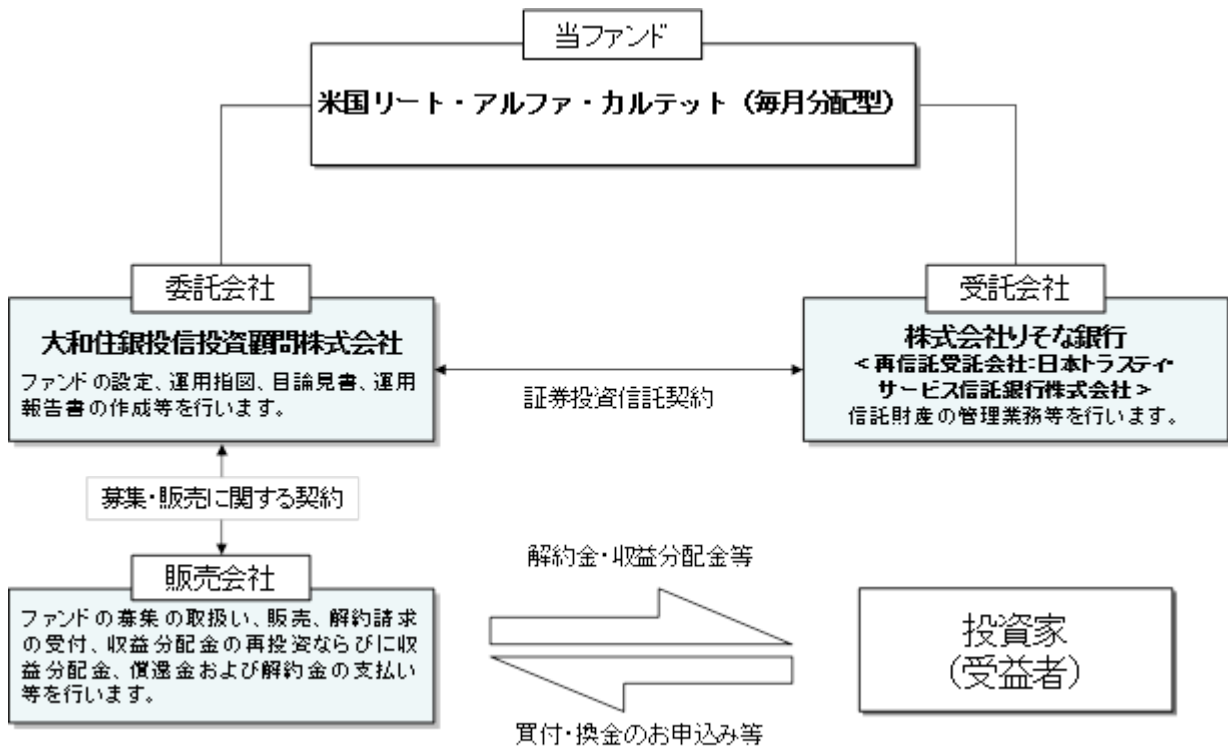 当ファンド
米国リート・アルファ・カルテット（毎月分配型）
委託会社
大和住銀投信投資顧問株式会社
ファンドの設定、運用指図、目論見書、運用
報告書の作成等を行います。
証券投資信託契約
受託会社
株式会社りそな銀行
＜再信託受託会社：日本トラスティ・
サービス信託銀行株式会社＞
信託財産の管理業務等を行います。
募集・販売に関する契約
販売会社
ファンドの募集の取扱い、販売、解約請求
の受付、収益分配金の再投資ならびに収
益分配金、償還金および解約金の支払い
等を行います。
解約金・収益分配金等
買付・換金のお申込み等
投資家
（受益者）